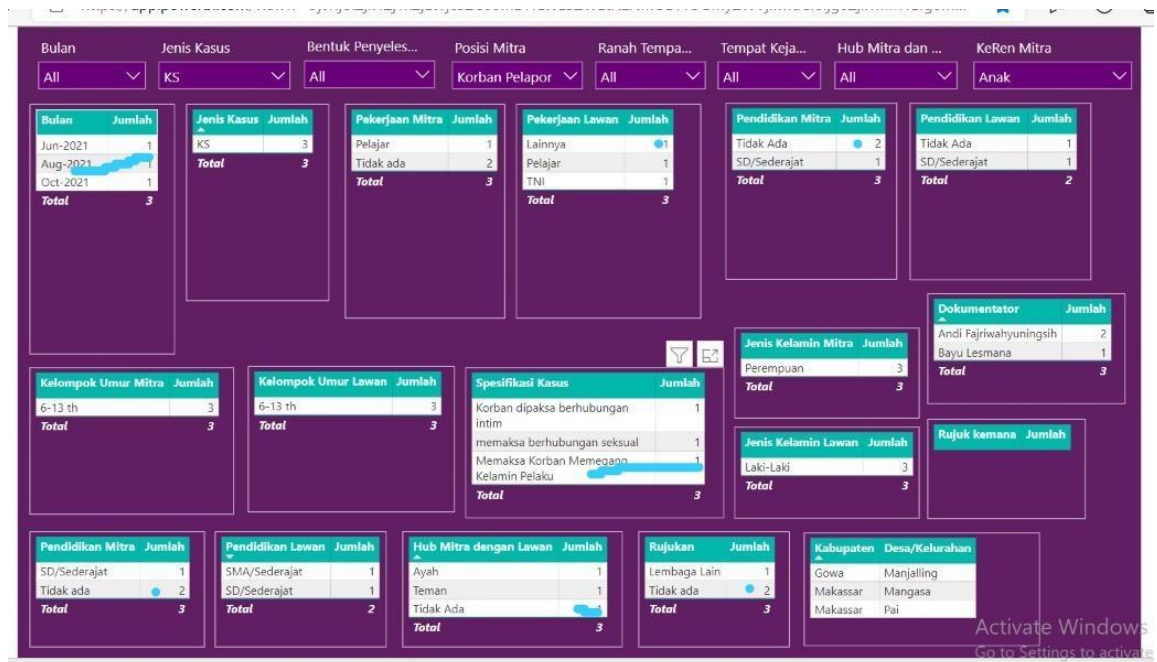 Bulan Jenis Kasus Bentuk Penyeles... Posisi Mitra Ranah Tempa... Tempat Keja... Hub Mitra dan ... KeRen Mitra
All KS All Korban Pelapor All All All Anak
Bulan Jumlah
Jun-2021 1
Aug-2021 1
Oct-2021 1
Total 3
Jenis Kasus Jumlah
KS 3
Total 3
Pekerjaan Mitra Jumlah
Pelajar 1
Tidak ada 2
Total 3
Pekerjaan Lawan Jumlah
Lainnya 1
Pelajar 1
TNI 1
Total 3
Pendidikan Mitra Jumlah
Tidak Ada 2
SD/Sederajat 1
Total 3
Pendidikan Lawan Jumlah
Tidak Ada 1
SD/Sederajat 1
Total 2
Dokumentator Jumlah
Andi Fajriwahyuningsih 2
Bayu Lesmana 1
Total 3
Kelompok Umur Mitra Jumlah
6-13 th 3
Total 3
Kelompok Umur Lawan Jumlah
6-13 th 3
Total 3
Spesifikasi Kasus Jumlah
Korban dipaksa berhubungan 1
intim
memaksa berhubungan seksual 1
Memaksa Korban Memegang 1
Kelamin Pelaku
Total 3
Jenis Kelamin Mitra Jumlah
Perempuan 3
Total 3
Jenis Kelamin Lawan Jumlah
Laki-Laki 3
Total 3
Rujuk kemana Jumlah
Pendidikan Mitra Jumlah
SD/Sederajat 1
Tidak ada 2
Total 3
Pendidikan Lawan Jumlah
SMA/Sederajat 1
SD/Sederajat 1
Total 2
Hub Mitra dengan Lawan Jumlah
Ayah 1
Teman 1
Tidak Ada
Total 3
Rujukan Jumlah
Lembaga Lain 1
Tidak ada 2
Total 3
Kabupaten Desa/Kelurahan
Gowa Manjalling
Makassar Mangasa
Makassar Pai
Activate Windows
Go to Settings to activate